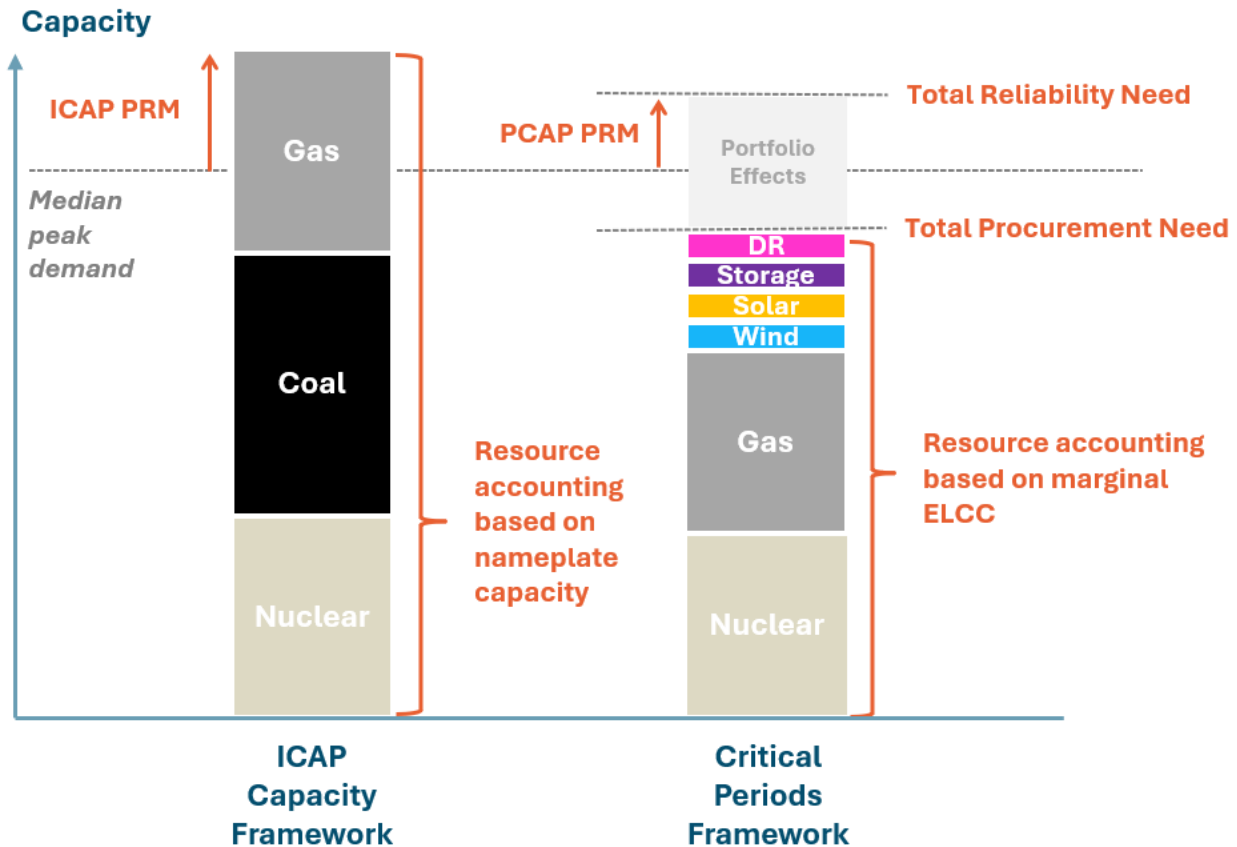 Capacity
ICAP PRM
Gas
Median
peak
demand
Coal
Nuclear
Resource
accounting
based on
nameplate
capacity
ICAP
Capacity
Framework
Total Reliability Need
PCAP PRM
Portfolio
Effects
Total Procurement Need
DR
Storage
Solar
Wind
Gas
Nuclear
Resource accounting
based on marginal
ELCC
Critical
Periods
Framework